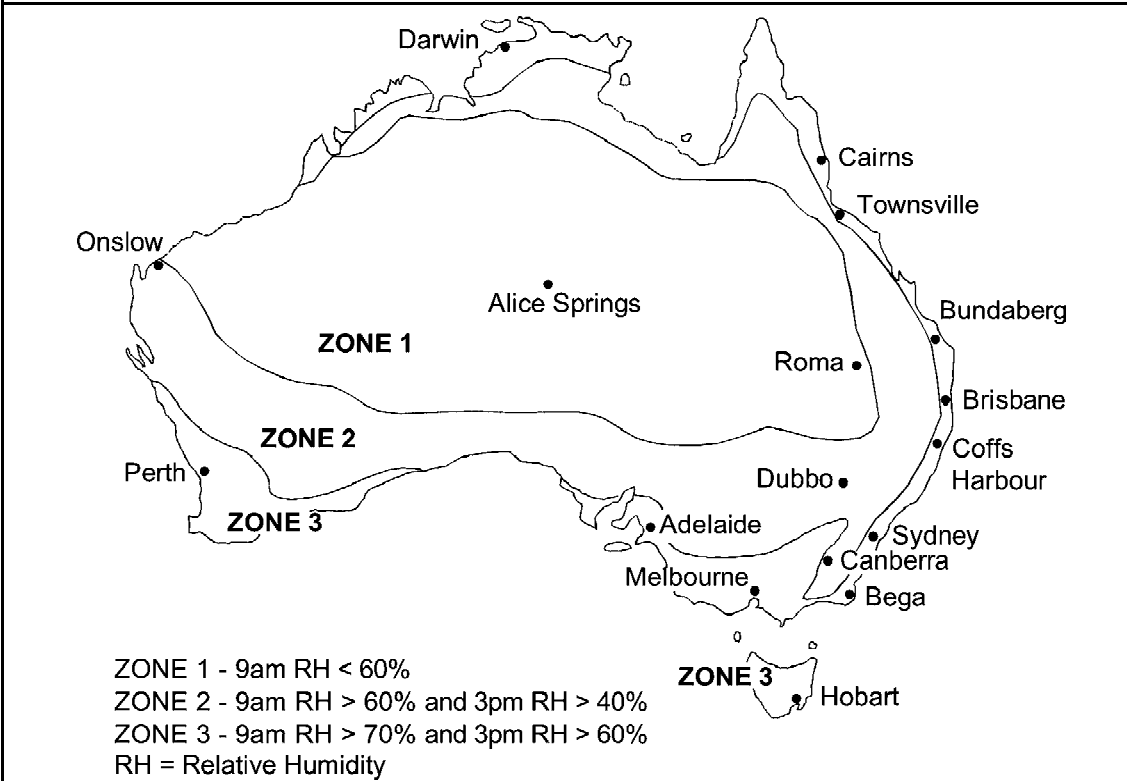 Darwin
Cairns
Townsville
Onslow
Alice Springs
Bundaberg
ZONE 1
Roma
Brisbane
ZONE 2
Coffs
Harbour
Perth
Dubbo
ZONE 3
Adelaide
Sydney
Canberra
Melbourne
Bega
ZONE 3
Hobart
ZONE 1 - 9am RH < 60%
ZONE 2 - 9am RH > 60% and 3pm RH > 40%
ZONE 3 - 9am RH > 70% and 3pm RH > 60%
RH = Relative Humidity